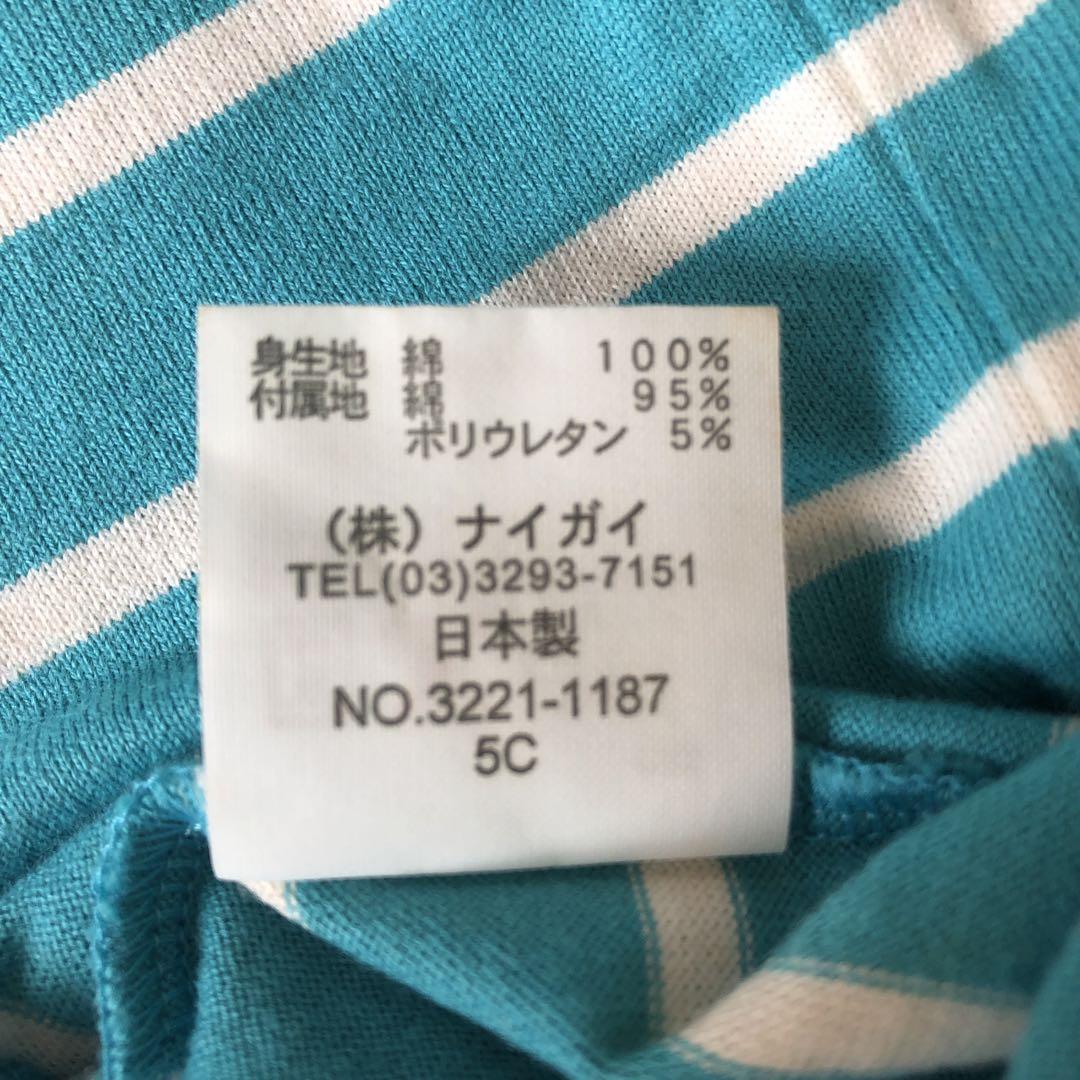 身生地 綿 100%
付属地 綿 95%
ポリウレタン 5%
(株) ナイガイ
TEL(03)3293-7151
日本製
NO.3221-1187
5C